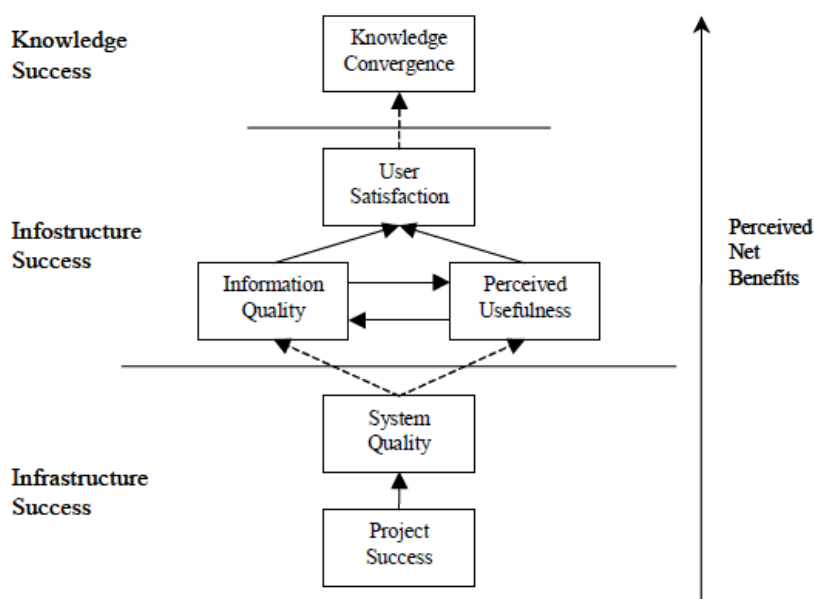 Knowledge
Success
Knowledge
Convergence
User
Satisfaction
Infostructure
Success
Information
Quality
Perceived
Usefulness
Perceived
Net
Benefits
System
Quality
Infrastructure
Success
Project
Success